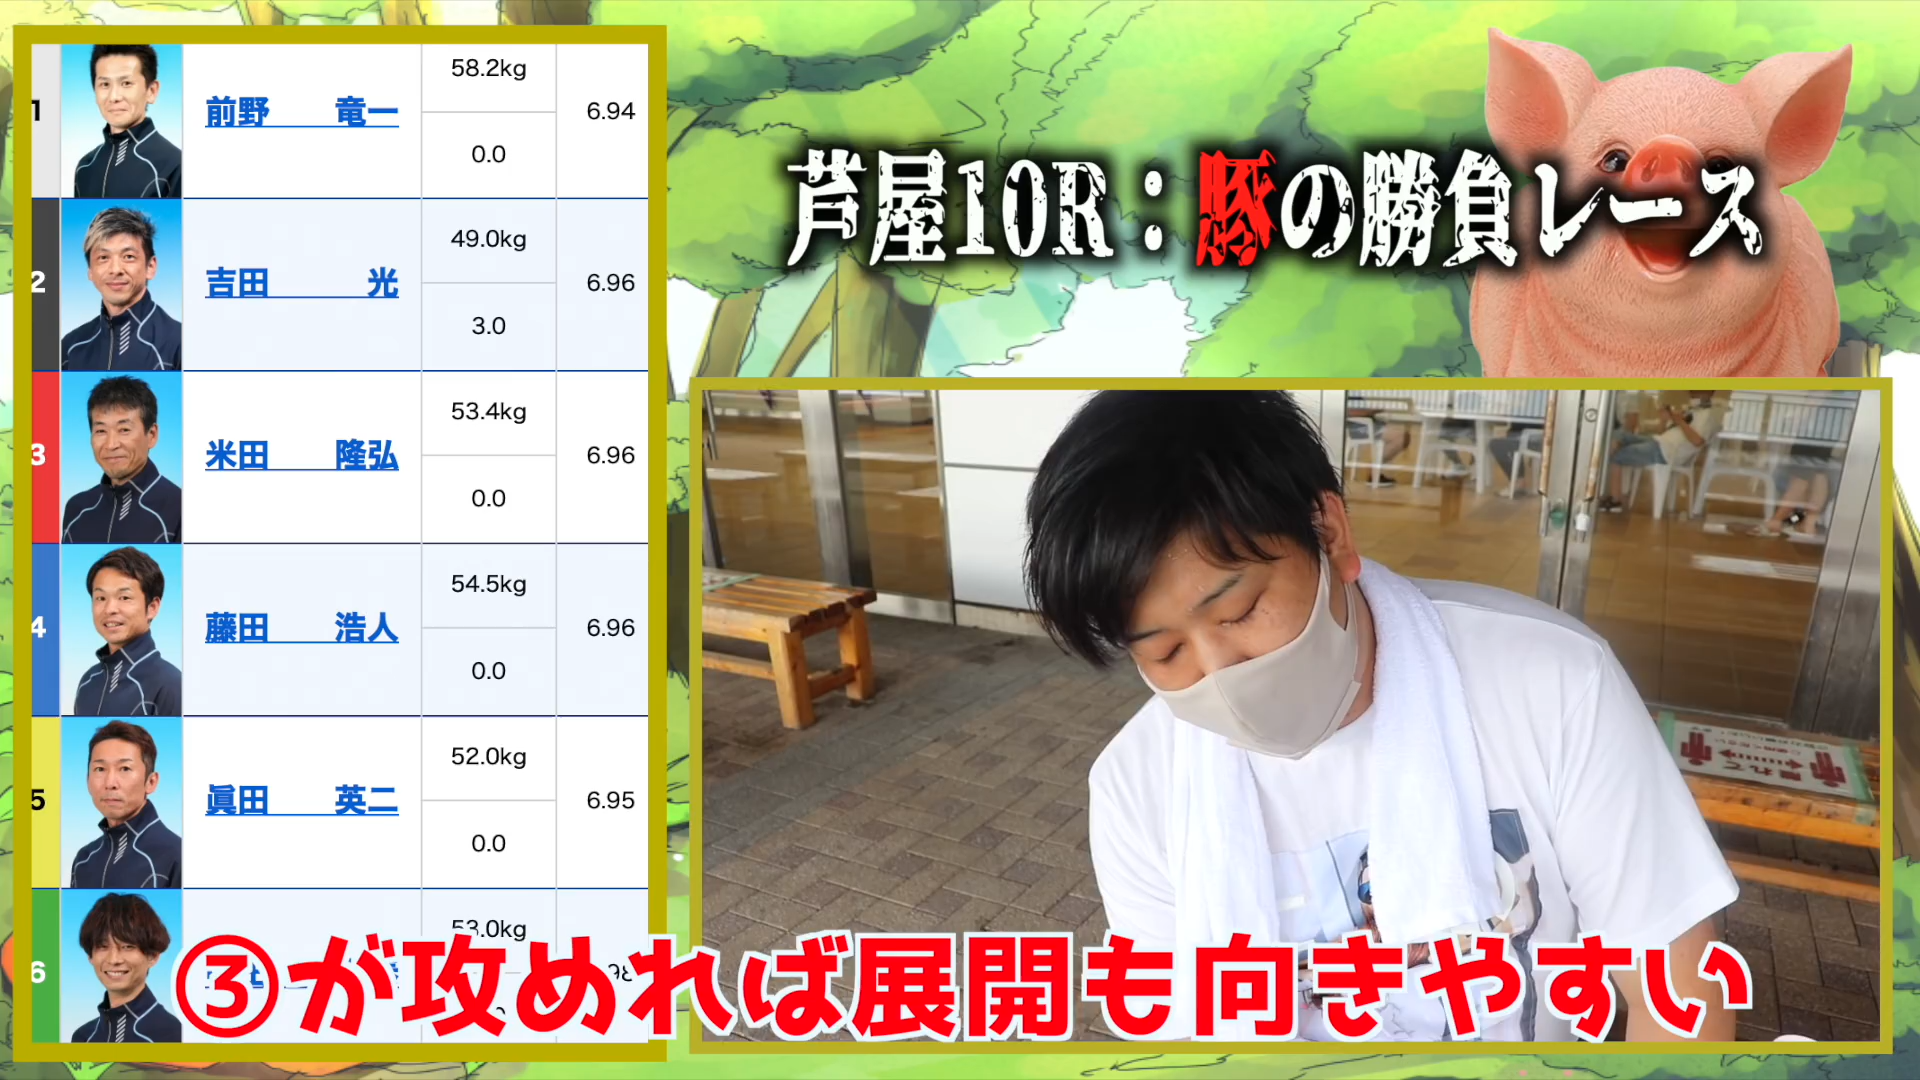 芦屋10R：豚の勝負レース
1
前野 竜一
58.2kg
0.0
6.94
2
吉田 光
49.0kg
3.0
6.96
3
米田 隆弘
53.4kg
0.0
6.96
4
藤田 浩人
54.5kg
0.0
6.96
5
眞田 英二
52.0kg
0.0
6.95
6
53.0kg
③が攻めれば展開も向きやすい